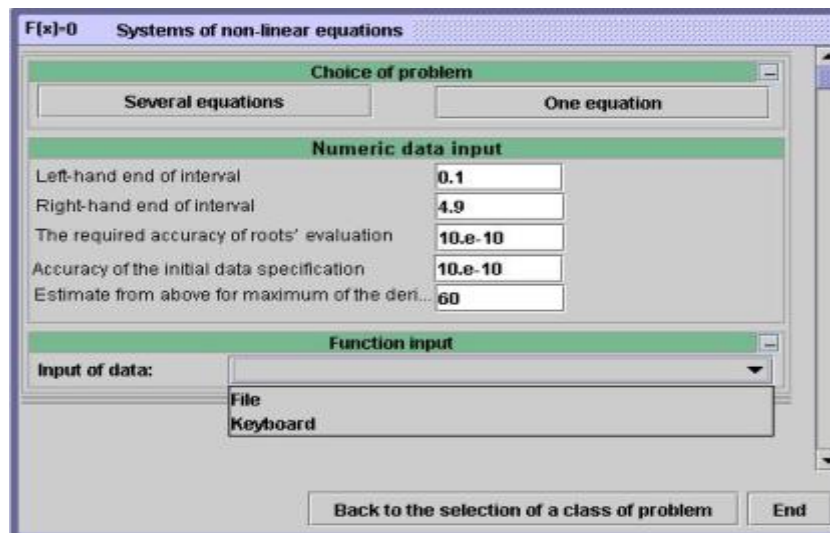 F(x)=0 Systems of non-linear equations
Choice of problem
Several equations One equation
Numeric data input
Left-hand end of interval 0.1
Right-hand end of interval 4.9
The required accuracy of roots' evaluation 10.e-10
Accuracy of the initial data specification 10.e-10
Estimate from above for maximum of the deri... 60
Function input
Input of data:
File
Keyboard
Back to the selection of a class of problem End